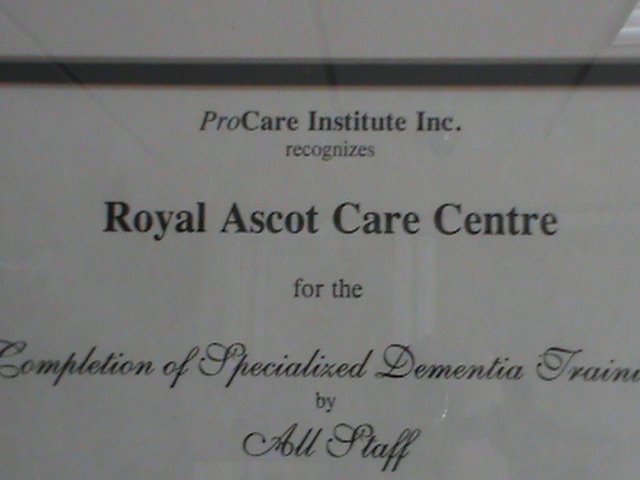 ProCare Institute Inc.
recognizes
Royal Ascot Care Centre
for the
Completion of Specialized Dementia
by
All Staff